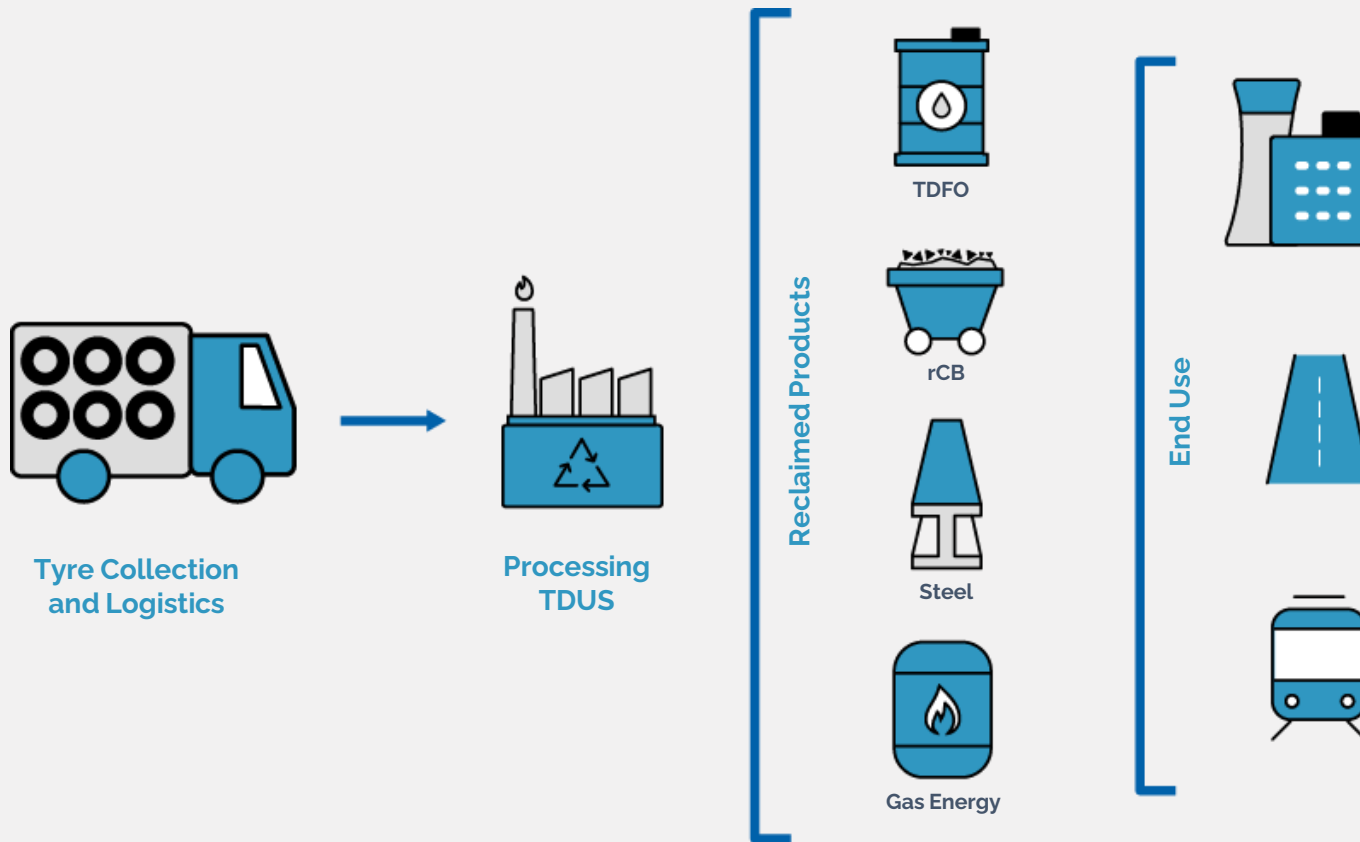 Tyre Collection
and Logistics
Processing
TDUS
Reclaimed Products
TDFO
rCB
Steel
Gas Energy
End Use